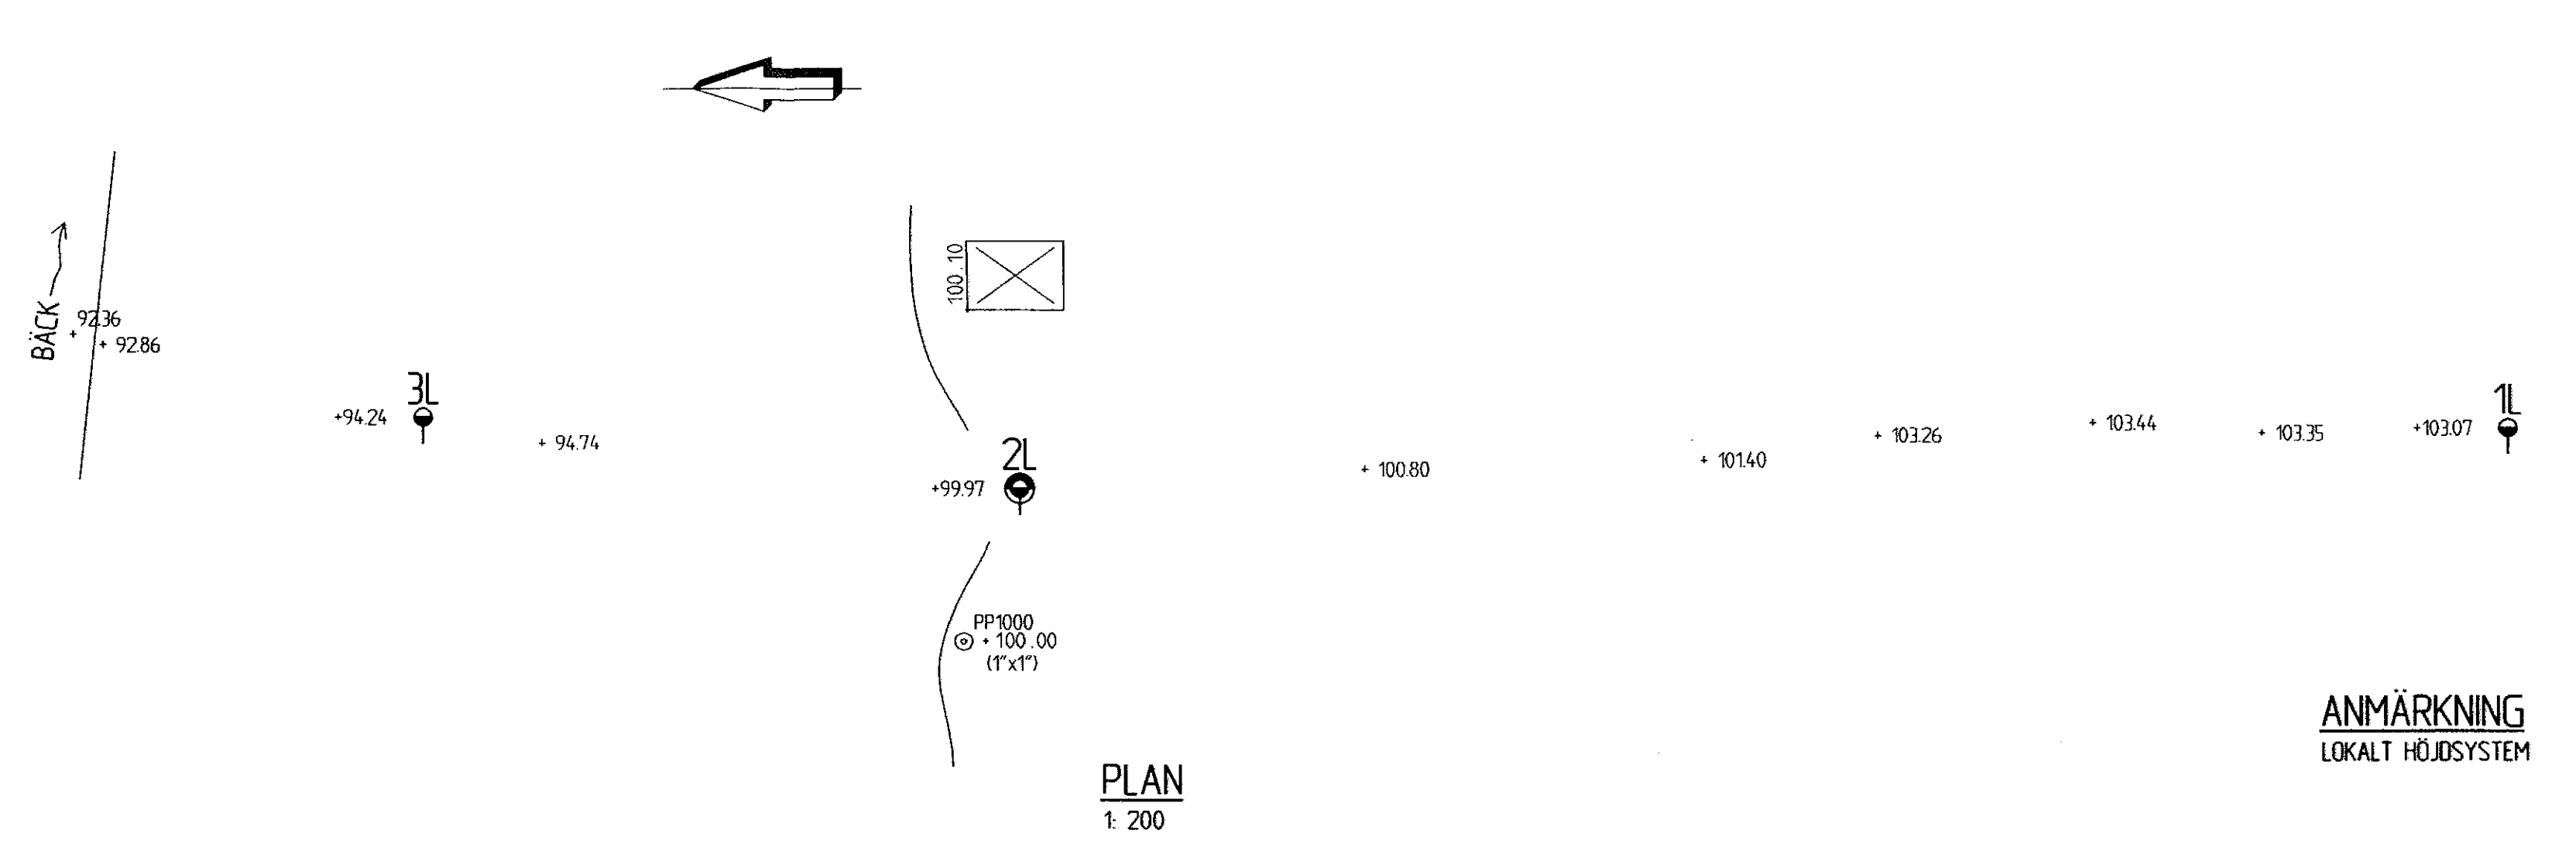 100.10
BÄCK
92.36
+ 92.86
3L
+94.24
+ 94.74
2L
+99.97
+ 100.80
+ 101.40
+ 103.26
+ 103.44
+ 103.35
1L
+103.07
PP1000
+ 100.00
(1"x1")
PLAN
1: 200
ANMÄRKNING
LOKALT HÖJDSYSTEM